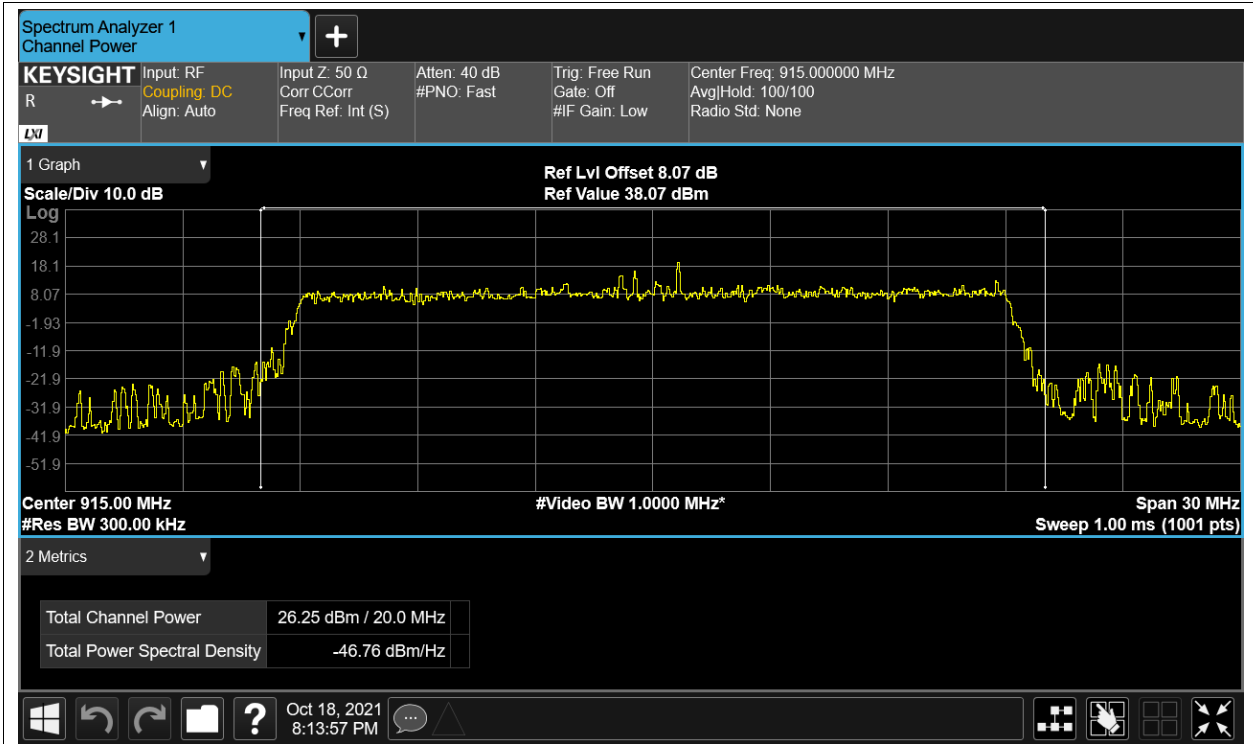 Spectrum Analyzer 1
Channel Power
KEYSIGHT
R
LXI
Input: RF
Coupling: DC
Align: Auto
Input Z: 50 Ω
Corr CCorr
Freq Ref: Int (S)
Atten: 40 dB
#PNO: Fast
Trig: Free Run
Gate: Off
#IF Gain: Low
Center Freq: 915.000000 MHz
Avg|Hold: 100/100
Radio Std: None
1 Graph
Scale/Div 10.0 dB
Ref Lvl Offset 8.07 dB
Ref Value 38.07 dBm
Log
28.1
18.1
8.07
-1.93
-11.9
-21.9
-31.9
-41.9
-51.9
Center 915.00 MHz
#Video BW 1.0000 MHz*
Span 30 MHz
#Res BW 300.00 kHz
Sweep 1.00 ms (1001 pts)
2 Metrics
Total Channel Power 26.25 dBm / 20.0 MHz
Total Power Spectral Density -46.76 dBm/Hz
?
Oct 18, 2021
8:13:57 PM